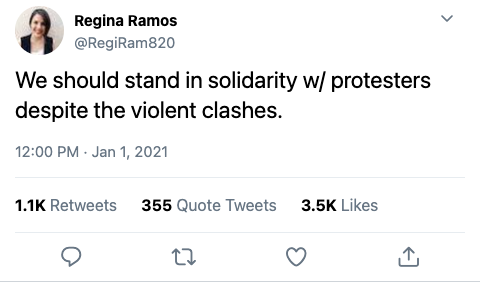 Regina Ramos
@RegiRam820
We should stand in solidarity w/ protesters
despite the violent clashes.
12:00 PM · Jan 1, 2021
1.1K Retweets 355 Quote Tweets 3.5K Likes